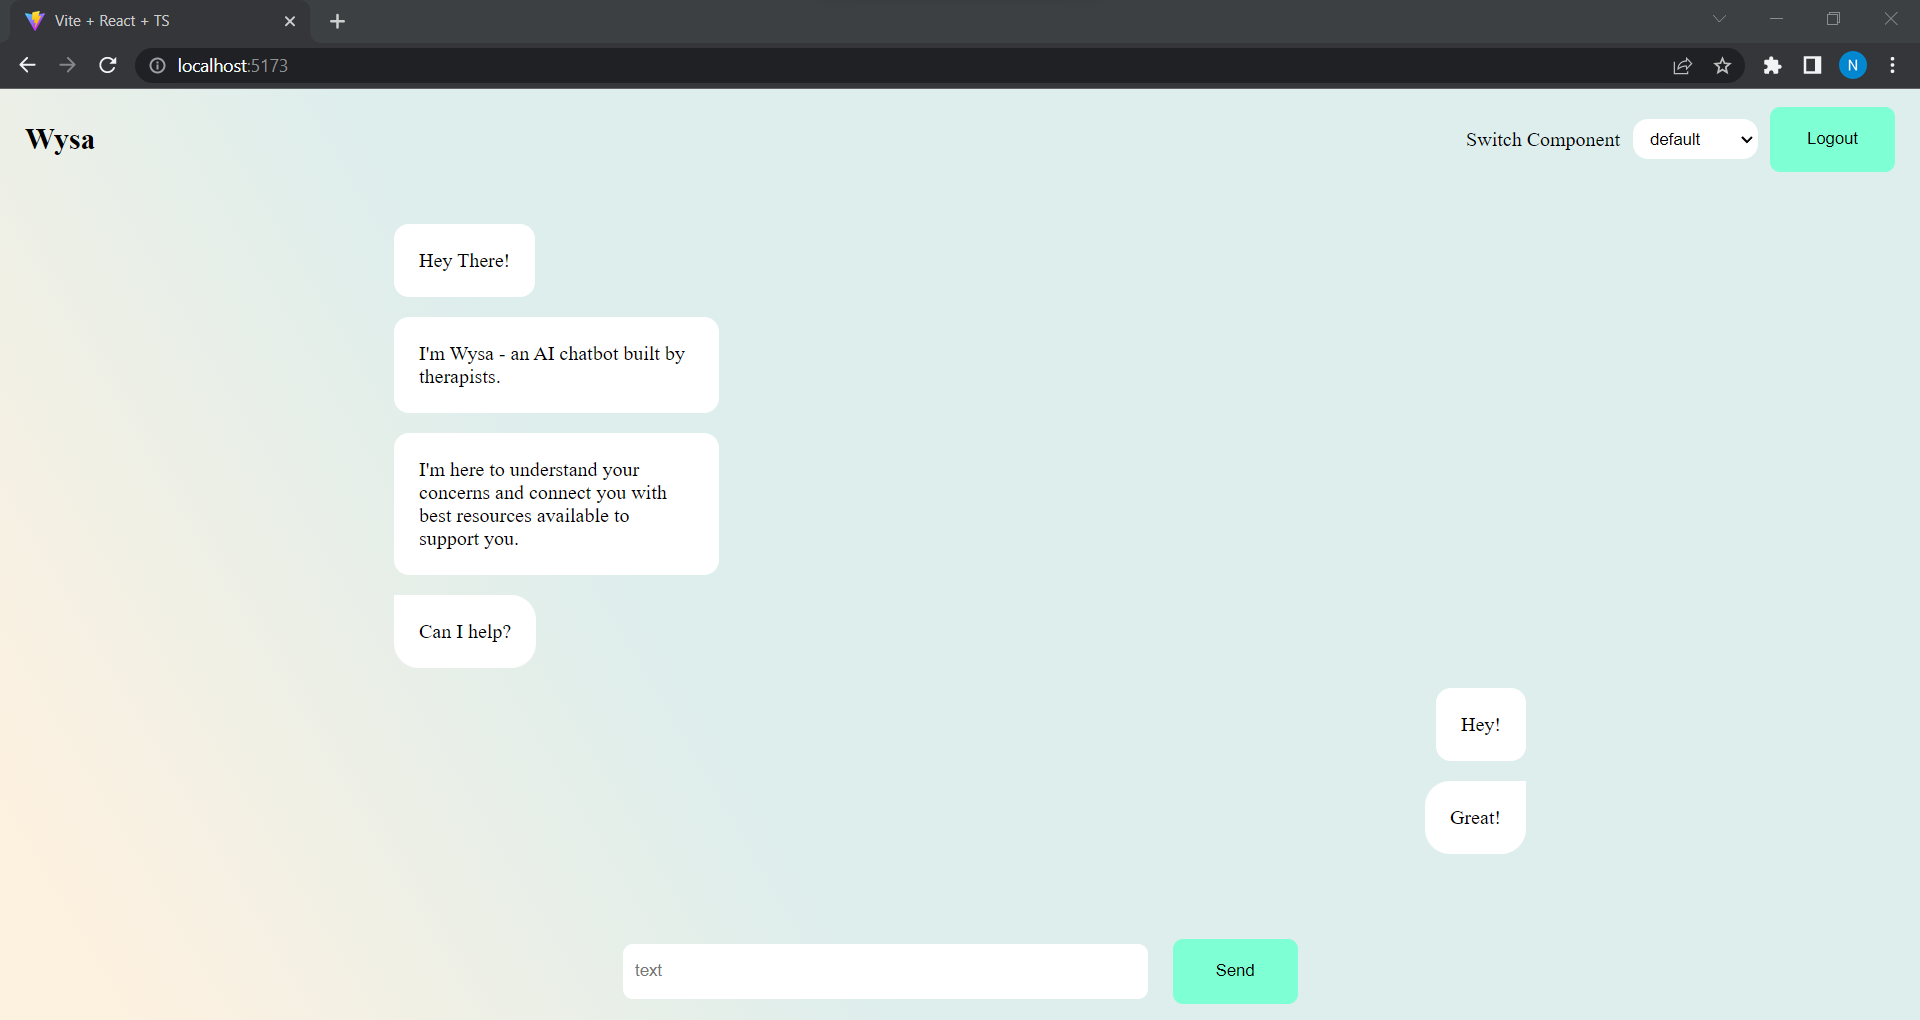 Vite + React + TS
localhost:5173
N
Wysa
Switch Component
default
Logout
Hey There!
I'm Wysa - an AI chatbot built by
therapists.
I'm here to understand your
concerns and connect you with
best resources available to
support you.
Can I help?
Hey!
Great!
text
Send